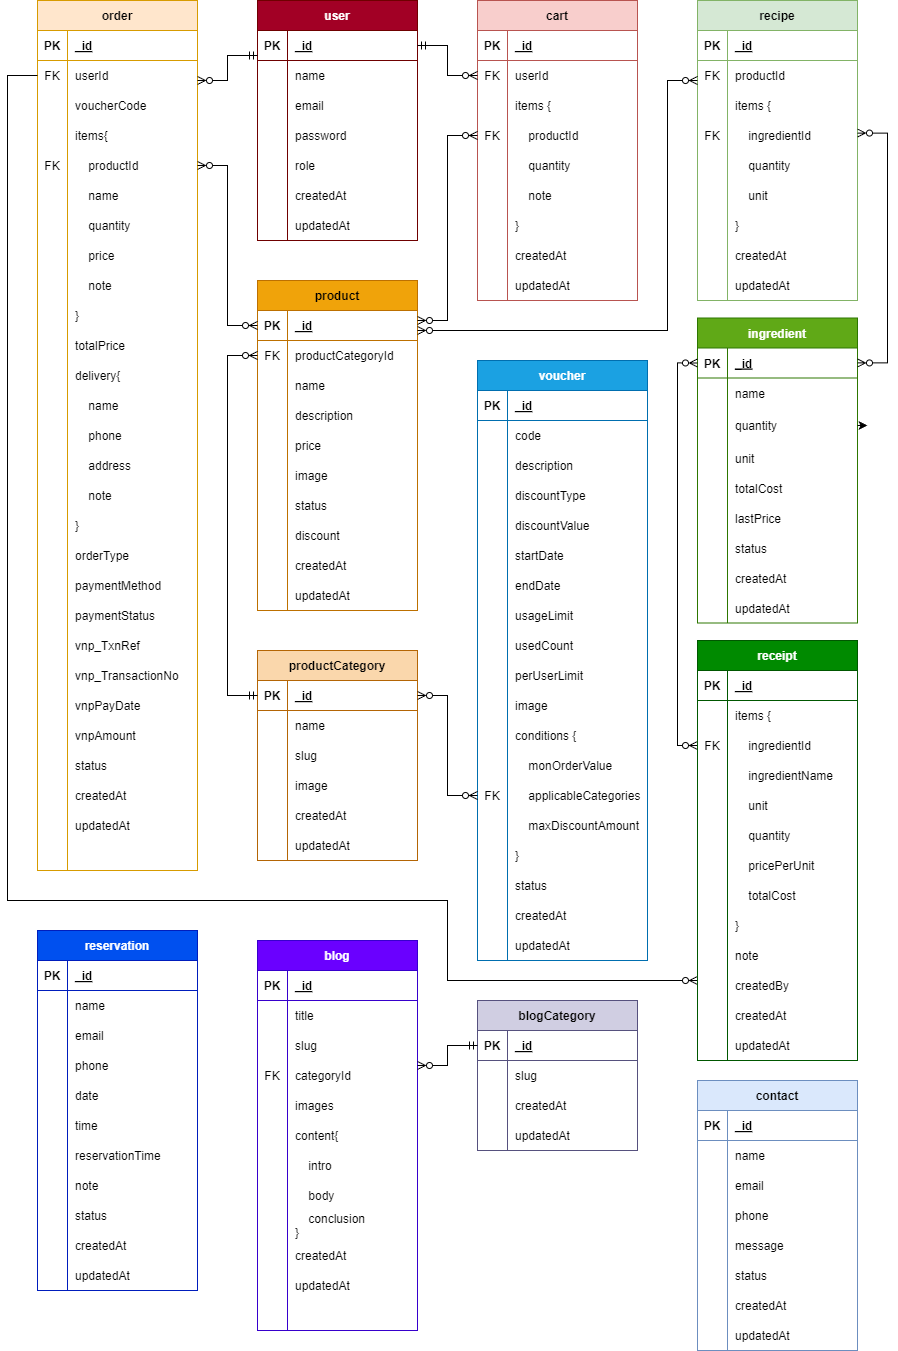 order
PK _id
FK userId
voucherCode
items{
FK productId
name
quantity
price
note
}
totalPrice
delivery{
name
phone
address
note
}
orderType
paymentMethod
paymentStatus
vnp_TxnRef
vnp_TransactionNo
vnpPayDate
vnpAmount
status
createdAt
updatedAt
user
PK _id
name
email
password
role
createdAt
updatedAt
cart
PK _id
FK userId
items {
FK productId
quantity
note
}
createdAt
updatedAt
recipe
PK _id
FK productId
items {
FK ingredientId
quantity
unit
}
createdAt
updatedAt
product
PK _id
FK productCategoryId
name
description
price
image
status
discount
createdAt
updatedAt
voucher
PK _id
code
description
discountType
discountValue
startDate
endDate
usageLimit
usedCount
perUserLimit
image
conditions {
monOrderValue
FK applicableCategories
maxDiscountAmount
}
status
createdAt
updatedAt
ingredient
PK _id
name
quantity
unit
totalCost
lastPrice
status
createdAt
updatedAt
productCategory
PK _id
name
slug
image
createdAt
updatedAt
receipt
PK _id
items {
FK ingredientId
ingredientName
unit
quantity
pricePerUnit
totalCost
}
note
createdBy
createdAt
updatedAt
reservation
PK _id
name
email
phone
date
time
reservationTime
note
status
createdAt
updatedAt
blog
PK _id
title
slug
FK categoryId
images
content{
intro
body
conclusion
}
createdAt
updatedAt
blogCategory
PK _id
slug
createdAt
updatedAt
contact
PK _id
name
email
phone
message
status
createdAt
updatedAt